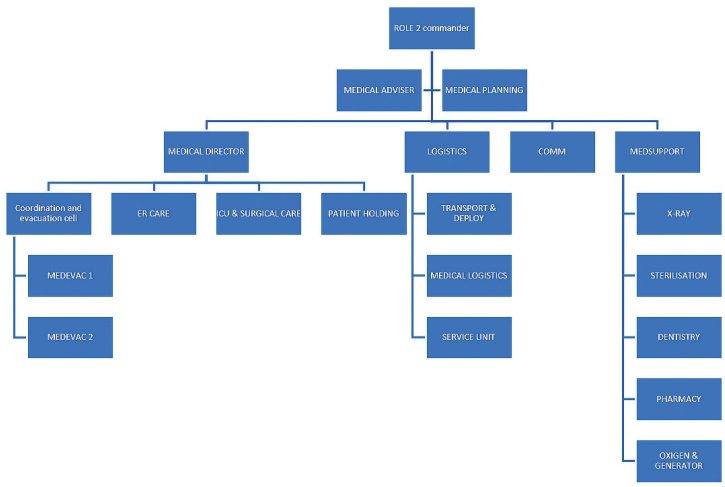 ROLE 2 commander
MEDICAL ADVISER
MEDICAL PLANNING
MEDICAL DIRECTOR
LOGISTICS
COMM
MEDSUPPORT
Coordination and
evacuation cell
ER CARE
ICU & SURGICAL CARE
PATIENT HOLDING
TRANSPORT &
DEPLOY
X-RAY
MEDEVAC 1
MEDICAL LOGISTICS
STERILISATION
MEDEVAC 2
SERVICE UNIT
DENTISTRY
PHARMACY
OXIGEN &
GENERATOR